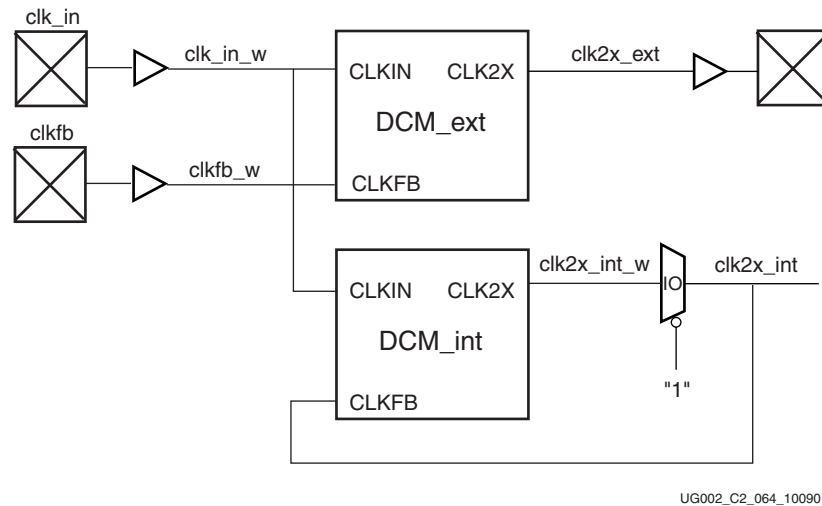 clk_in
clk_in_w
CLKIN CLK2X
clk2x_ext
DCM_ext
clkfb
clkfb_w
CLKFB
clk2x_int_w
clk2x_int
CLKIN CLK2X
IO
DCM_int
"1"
CLKFB
UG002_C2_064_10090